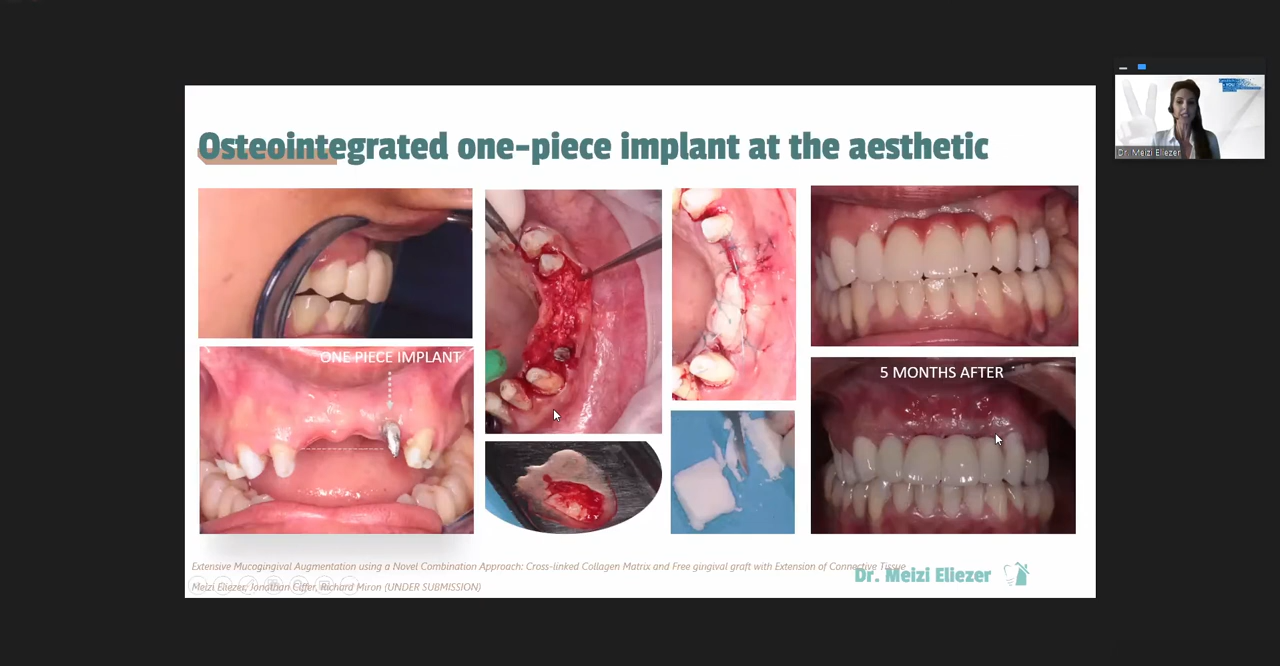 Osteointegrated one-piece implant at the aesthetic
ONE PIECE IMPLANT
5 MONTHS AFTER
Extensive Mucogingival Augmentation using a Novel Combination Approach: Cross-linked Collagen Matrix and Free gingival graft with Extension of Connective Tissue
Meizi Eliezer, Jonathan Ciffer, Richard Miron (UNDER SUBMISSION)
Dr. Meizi Eliezer
Dr. Meizi Eliezer